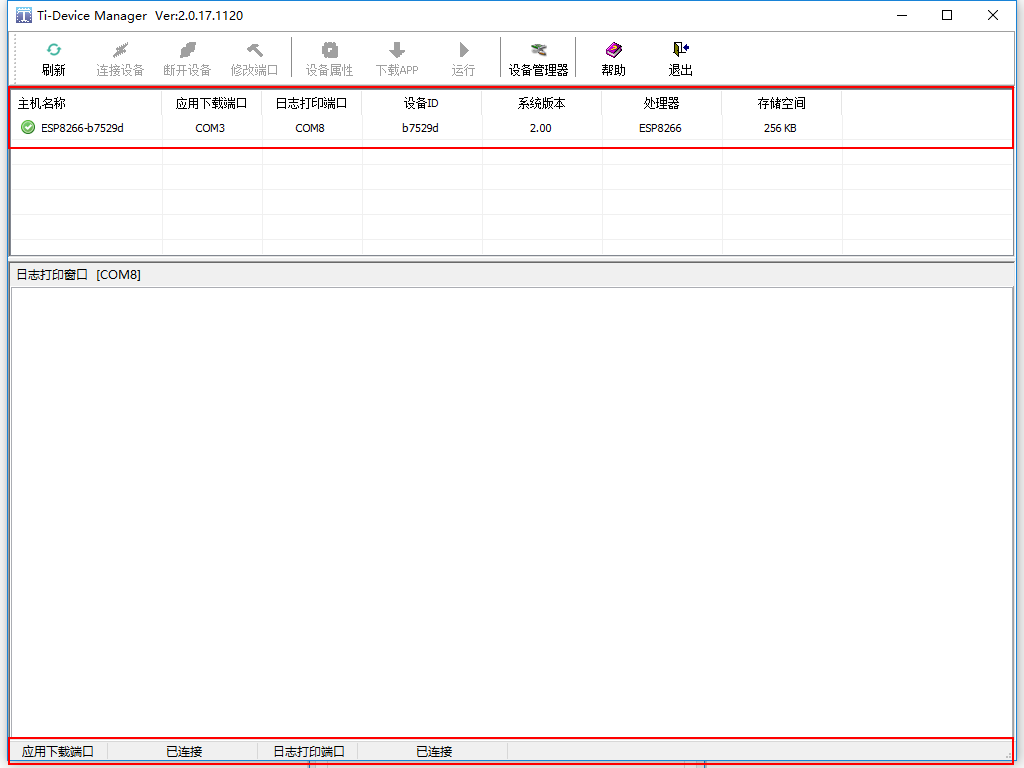 Ti-Device Manager Ver:2.0.17.1120
刷新 连接设备 断开设备 修改端口 设备属性 下载APP 运行 设备管理器 帮助 退出
主机名称 应用下载端口 日志打印端口 设备ID 系统版本 处理器 存储空间
ESP8266-b7529d COM3 COM8 b7529d 2.00 ESP8266 256 KB
日志打印窗口 [COM8]
应用下载端口 已连接 日志打印端口 已连接